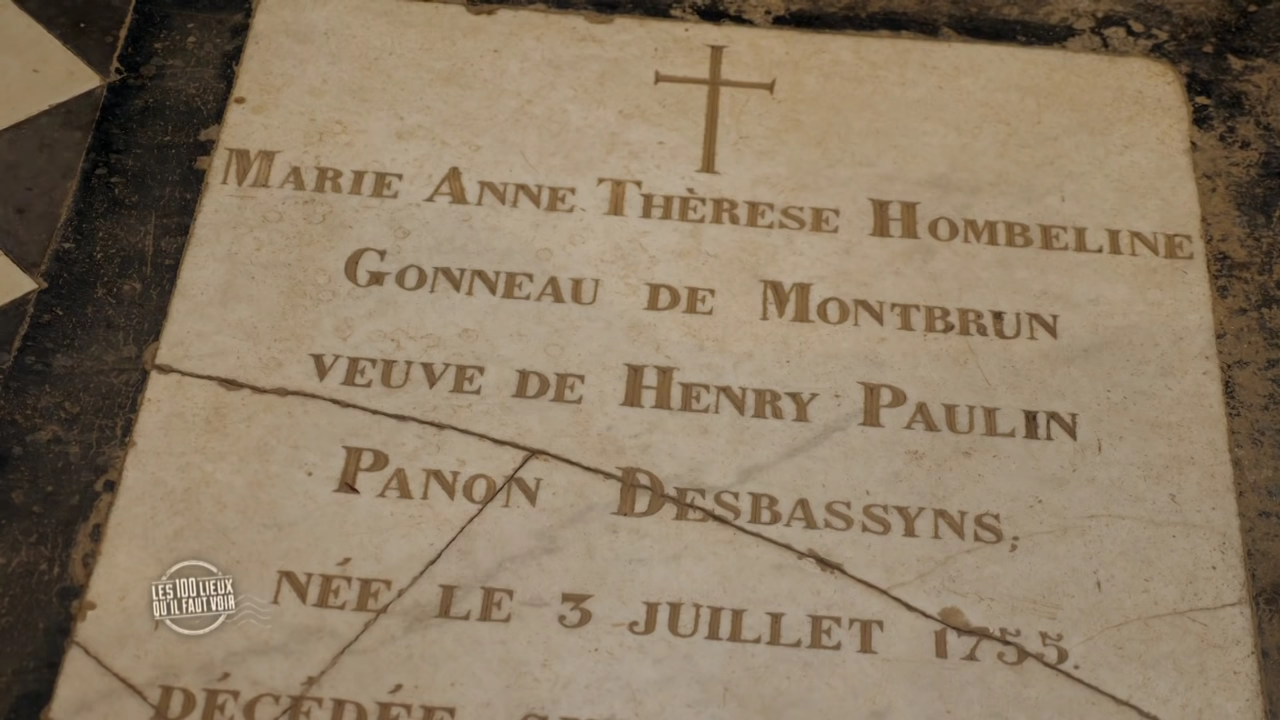 Marie Anne Thèrese Hombeline
Gonneau de Montbrun
veuve de Henry Paulin
Panon Desbassyns;
née le 3 juillet 1755.
décédée
LES 100 LIEUX
QU'IL FAUT VOIR